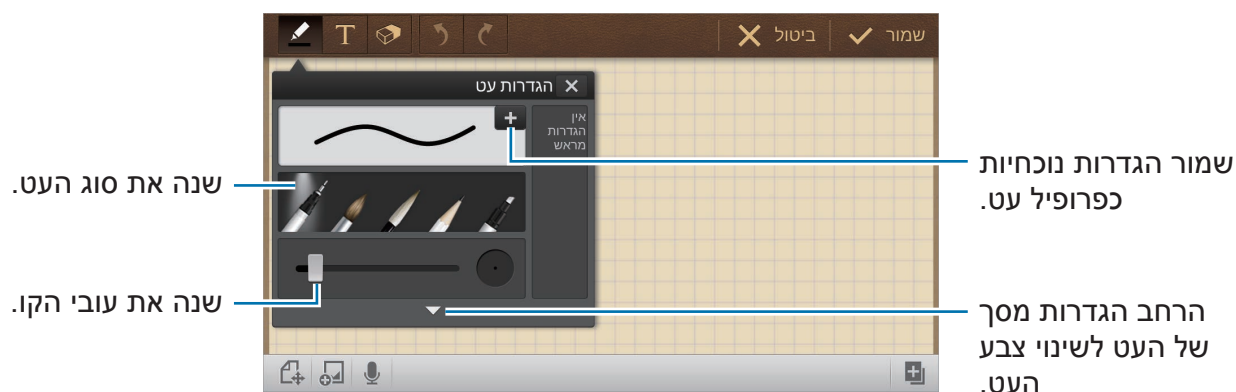 T
ביטול
שמור
הגדרות עט
אין
הגדרות
מראש
שמור הגדרות נוכחיות
כפרופיל עט.
שנה את סוג העט.
שנה את עובי הקו.
הרחב הגדרות מסך
של העט לשינוי צבע
העט.